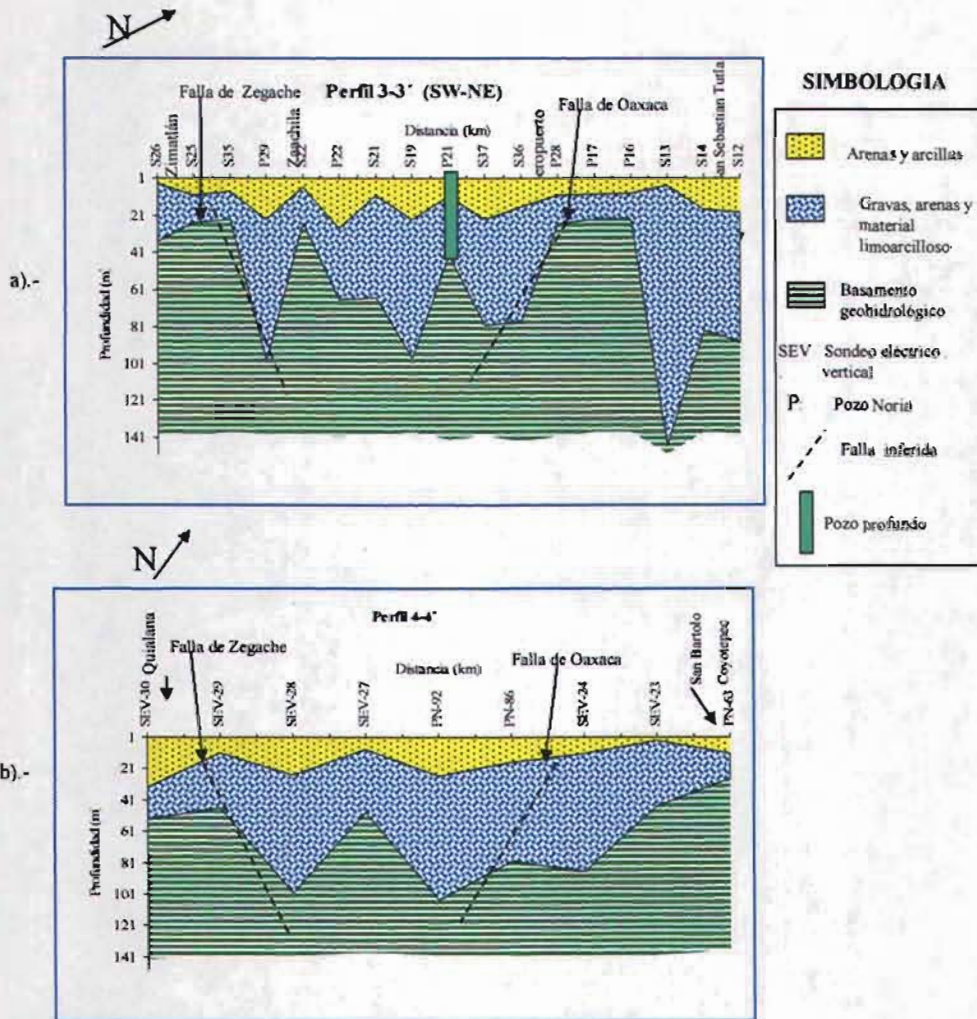 N
Perfil 3-3' (SW-NE)
Falla de Zegache
Falla de Oaxaca
Distancia (km)
S26
Zimatlán
S25
S35
P29
Zaachila
S22
P22
S21
S19
P21
S37
S36
eropuerto
P28
P17
P16
S13
S14
San Sebastian Tutla
S12
a).-
Profundidad (m.
1
21
41
61
81
101
121
141
SIMBOLOGIA
Arenas y arcillas
Gravas, arenas y
material
limoarcilloso
Basamento
geohidrológico
SEV Sondeo eléctrico
vertical
P. Pozo Noria
Falla inferida
Pozo profundo
N
Perfil 4-4'
Falla de Zegache
Falla de Oaxaca
Distancia (km)
SEV-30
Quialana
SEV-29
SEV-28
SEV-27
PN-92
PN-86
SEV-24
SEV-23
San Bartolo
Coyotepec
PN-63
b).-
Profundidad (m.
1
21
41
61
81
101
121
141